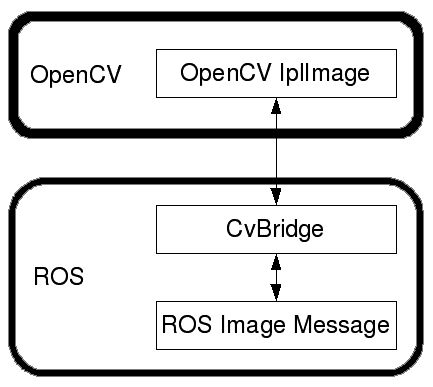 OpenCV
OpenCV IplImage
CvBridge
ROS
ROS Image Message